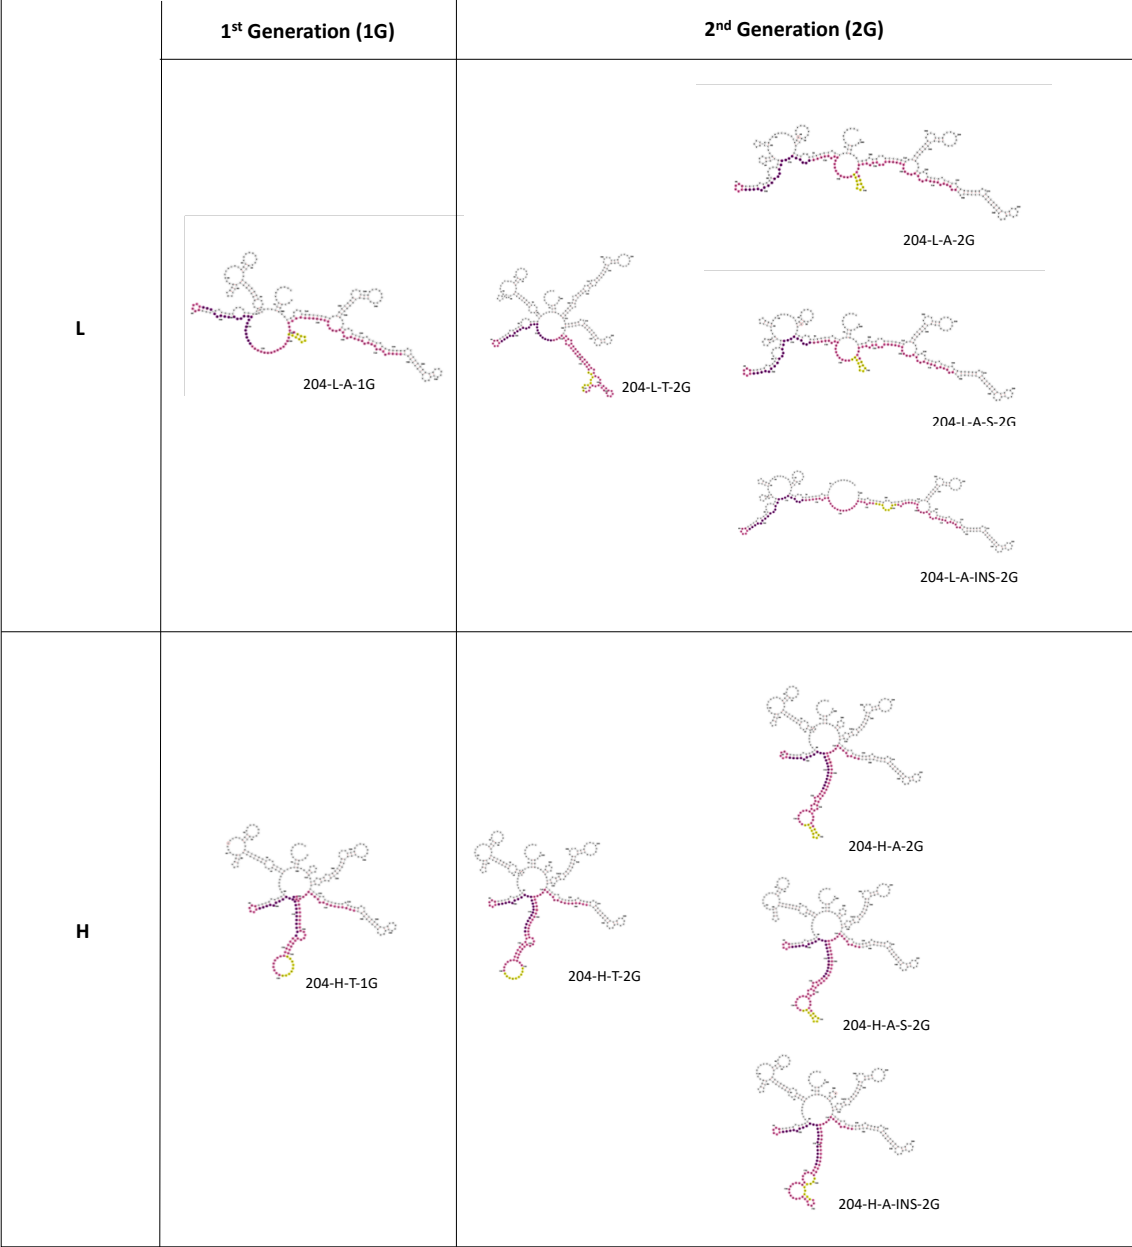 1st Generation (1G)
2nd Generation (2G)
L
204-L-A-1G
204-L-T-2G
204-L-A-2G
204-L-A-S-2G
204-L-A-INS-2G
H
204-H-T-1G
204-H-T-2G
204-H-A-2G
204-H-A-S-2G
204-H-A-INS-2G